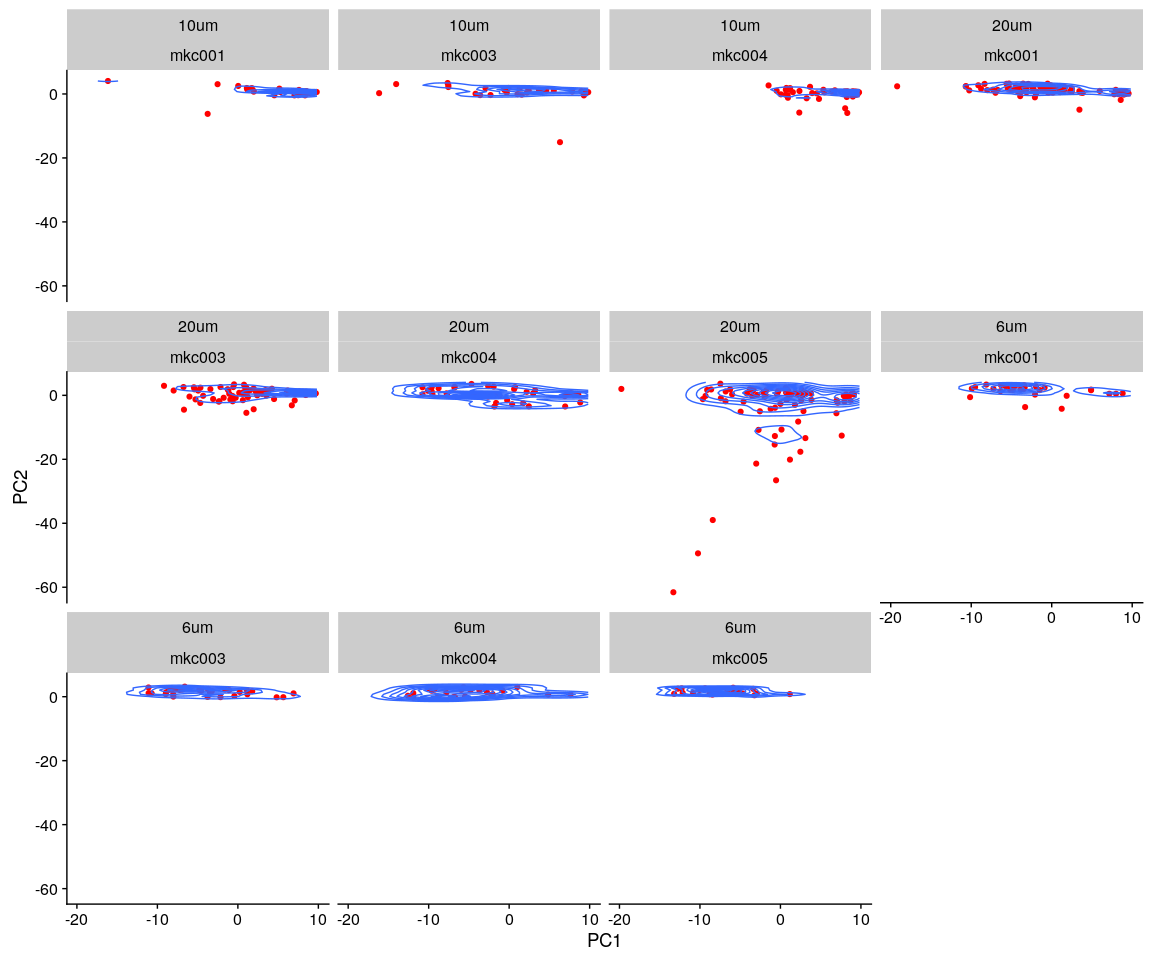 10um 10um 10um 20um
mkc001 mkc003 mkc004 mkc001
0
-20
-40
-60
20um 20um 20um 6um
mkc003 mkc004 mkc005 mkc001
0
-20
-40
-60
-20 -10 0 10
6um 6um 6um
mkc003 mkc004 mkc005
0
-20
-40
-60
-20 -10 0 10 -20 -10 0 10 -20 -10 0 10
PC1
PC2